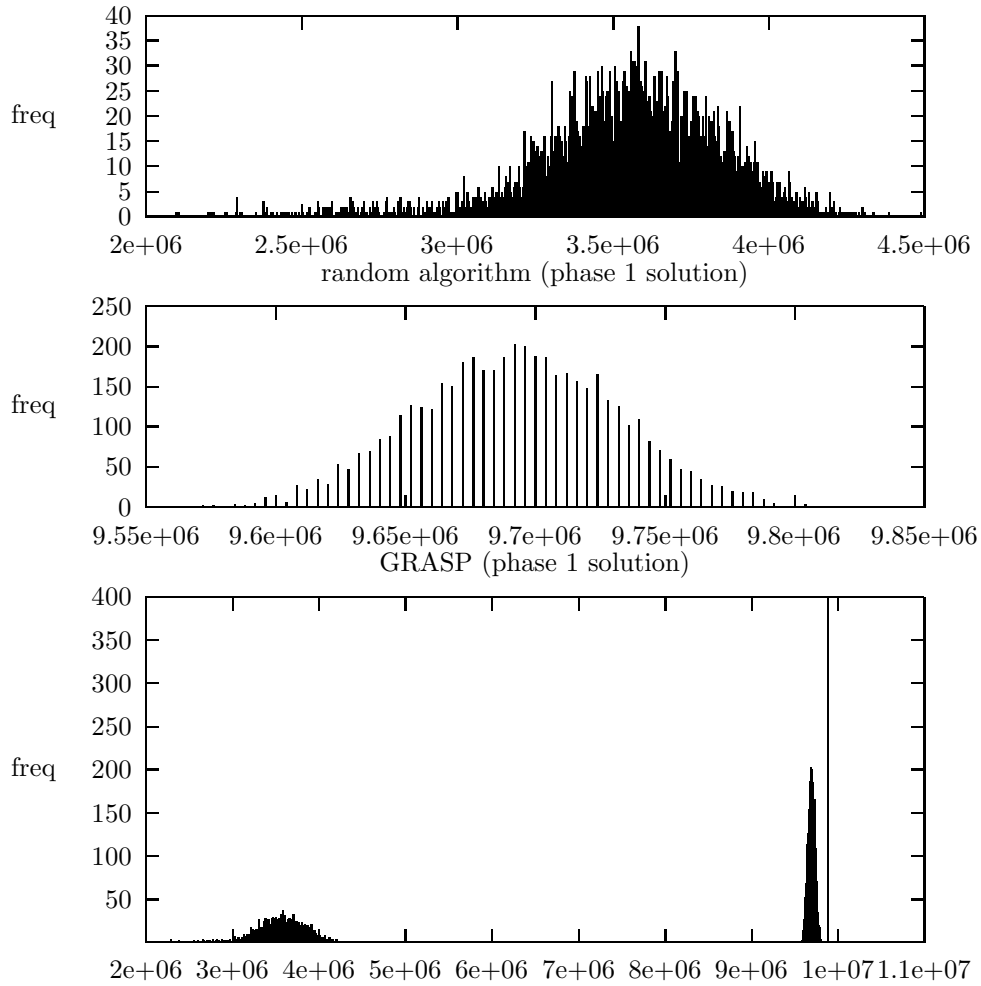 40
35
30
25
freq
20
15
10
5
0
2e+06 2.5e+06 3e+06 3.5e+06 4e+06 4.5e+06
random algorithm (phase 1 solution)
250
200
150
freq
100
50
0
9.55e+06 9.6e+06 9.65e+06 9.7e+06 9.75e+06 9.8e+06 9.85e+06
GRASP (phase 1 solution)
400
350
300
250
freq
200
150
100
50
2e+06 3e+06 4e+06 5e+06 6e+06 7e+06 8e+06 9e+06 1e+07 1.1e+07